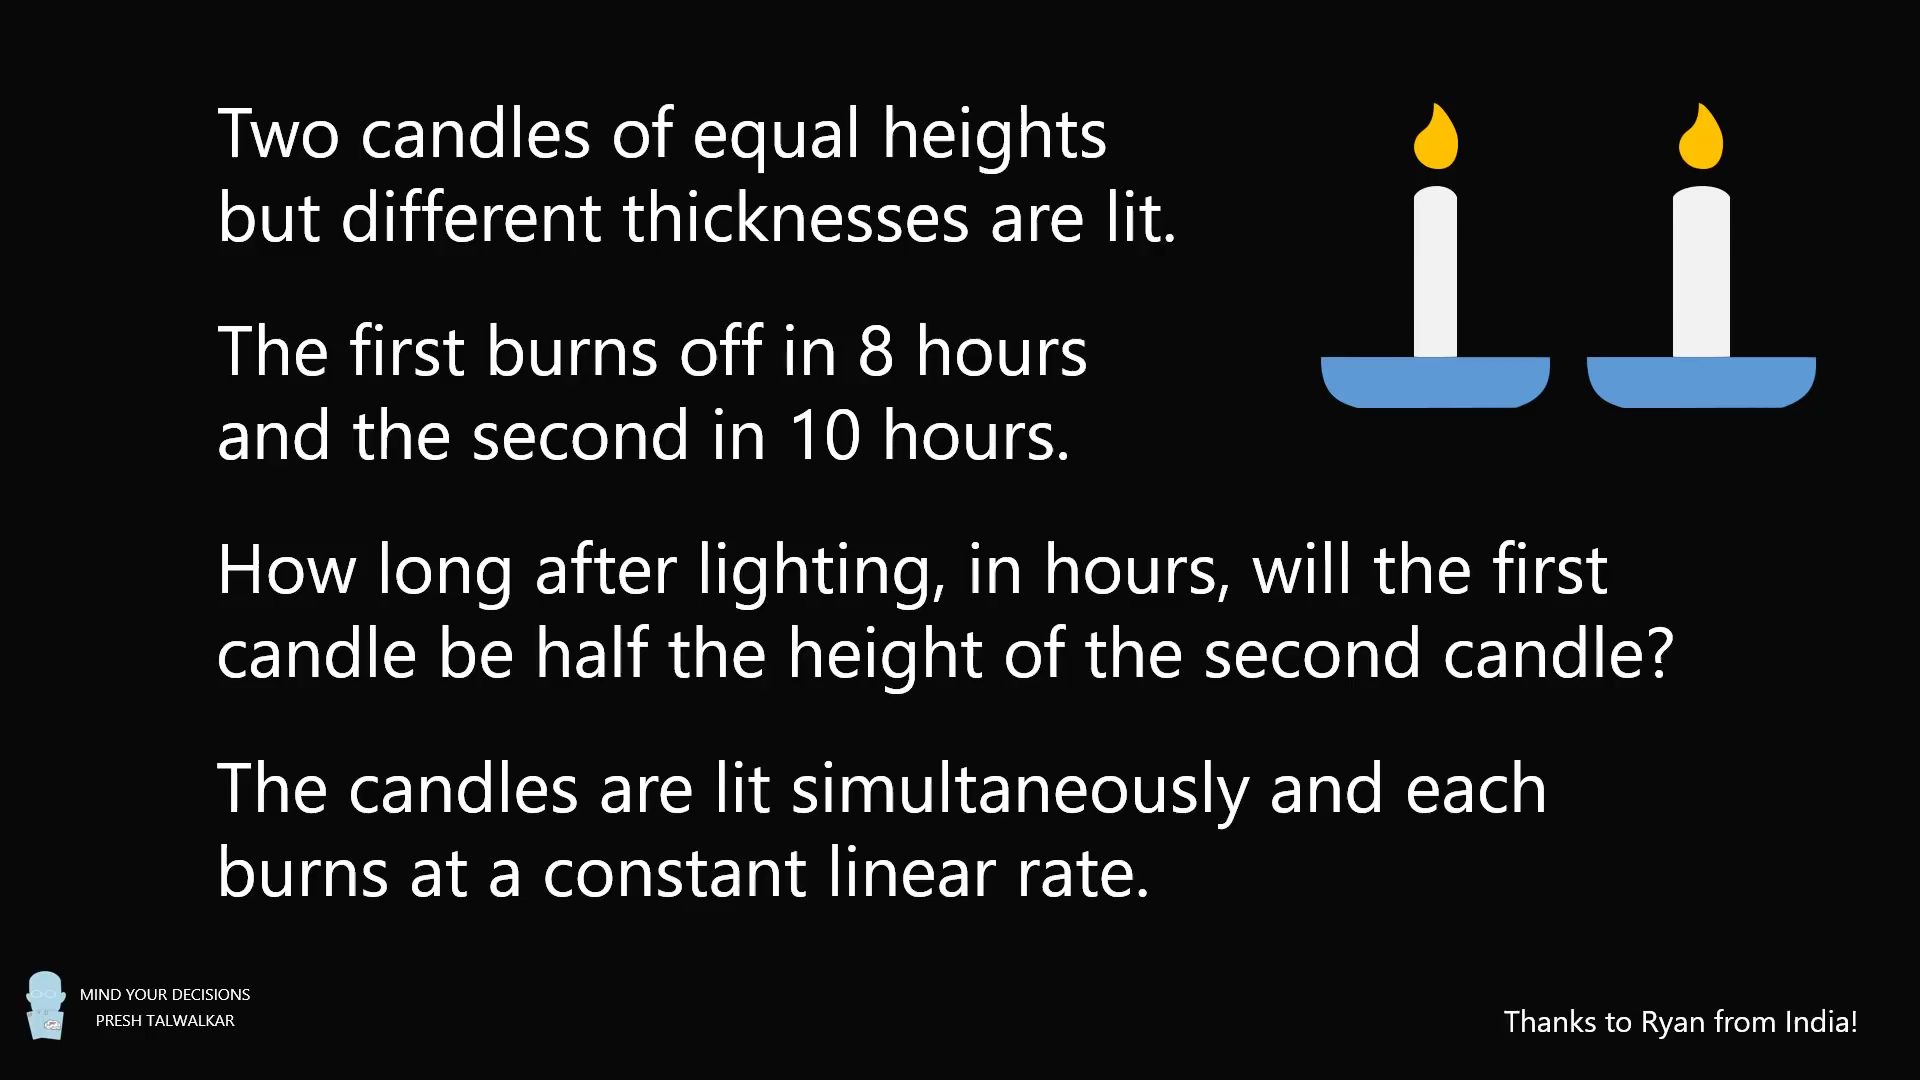 Two candles of equal heights
but different thicknesses are lit.
The first burns off in 8 hours
and the second in 10 hours.
How long after lighting, in hours, will the first
candle be half the height of the second candle?
The candles are lit simultaneously and each
burns at a constant linear rate.
MIND YOUR DECISIONS
PRESH TALWALKAR
Thanks to Ryan from India!